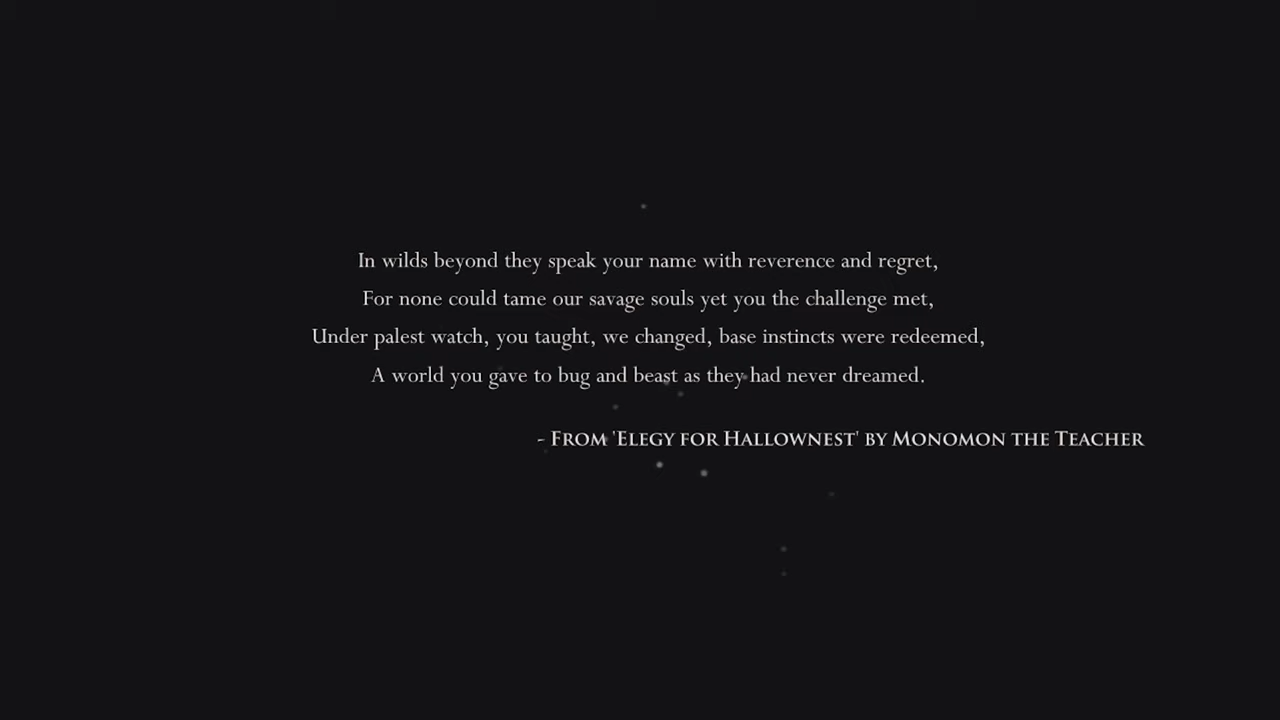 In wilds beyond they speak your name with reverence and regret,
For none could tame our savage souls yet you the challenge met,
Under palest watch, you taught, we changed, base instincts were redeemed,
A world you gave to bug and beast as they had never dreamed.
- From 'Elegy for Hallownest' by Monomon the Teacher